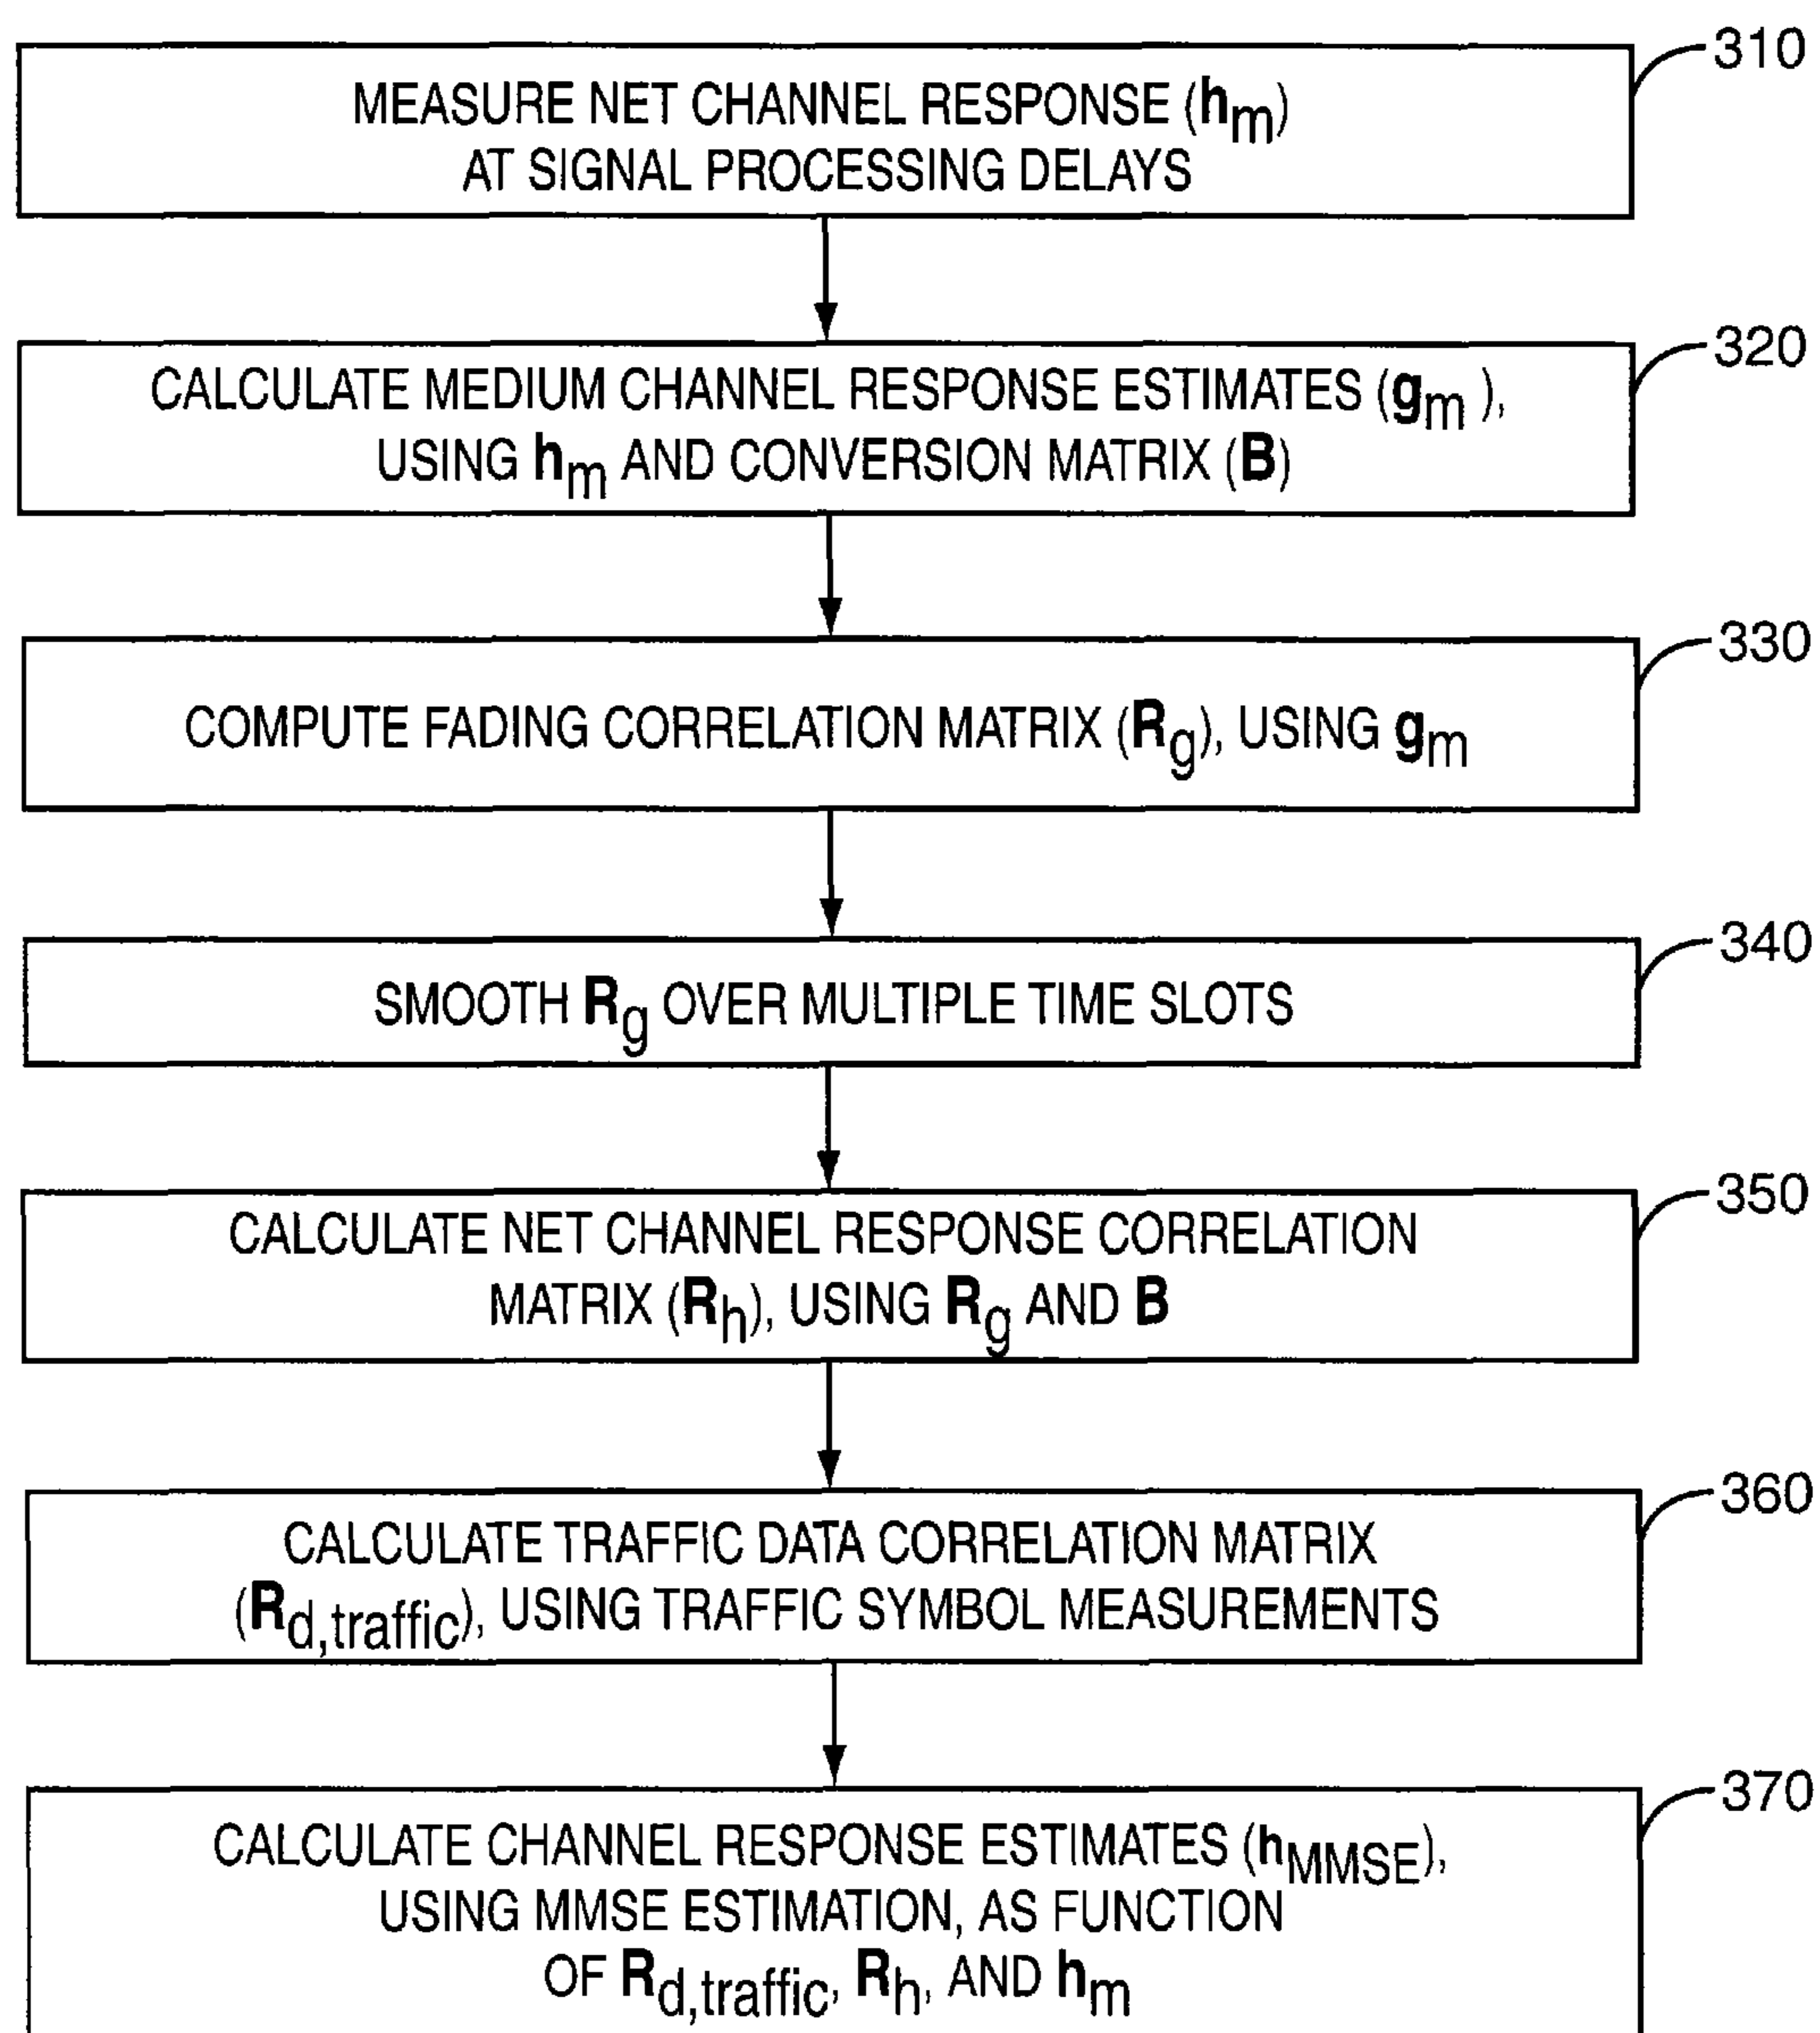 310
MEASURE NET CHANNEL RESPONSE (hm)
AT SIGNAL PROCESSING DELAYS
320
CALCULATE MEDIUM CHANNEL RESPONSE ESTIMATES (gm ),
USING hm AND CONVERSION MATRIX (B)
330
COMPUTE FADING CORRELATION MATRIX (Rg), USING gm
340
SMOOTH Rg OVER MULTIPLE TIME SLOTS
350
CALCULATE NET CHANNEL RESPONSE CORRELATION
MATRIX (Rh), USING Rg AND B
360
CALCULATE TRAFFIC DATA CORRELATION MATRIX
(Rd,traffic), USING TRAFFIC SYMBOL MEASUREMENTS
370
CALCULATE CHANNEL RESPONSE ESTIMATES (hMMSE),
USING MMSE ESTIMATION, AS FUNCTION
OF Rd,traffic, Rh, AND hm